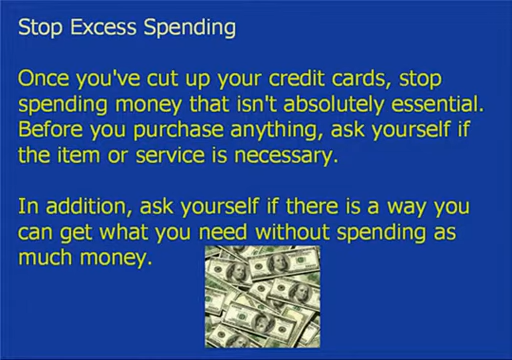 Stop Excess Spending
Once you've cut up your credit cards, stop
spending money that isn't absolutely essential.
Before you purchase anything, ask yourself if
the item or service is necessary.
In addition, ask yourself if there is a way you
can get what you need without spending as
much money.